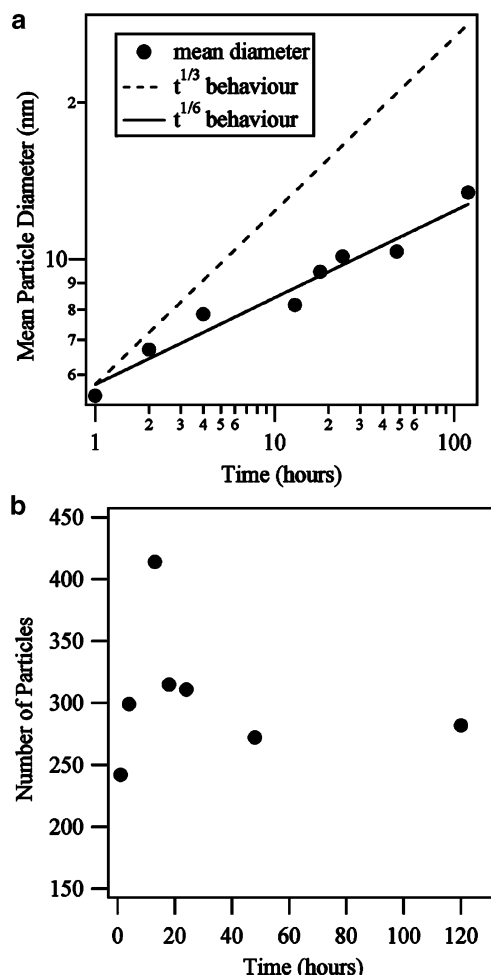 a
mean diameter
t1/3 behaviour
t1/6 behaviour
Mean Particle Diameter (nm)
2
10
9
8
7
6
1 2 3 4 5 6 10 2 3 4 5 6 100
Time (hours)
b
Number of Particles
450
400
350
300
250
200
150
0 20 40 60 80 100 120
Time (hours)